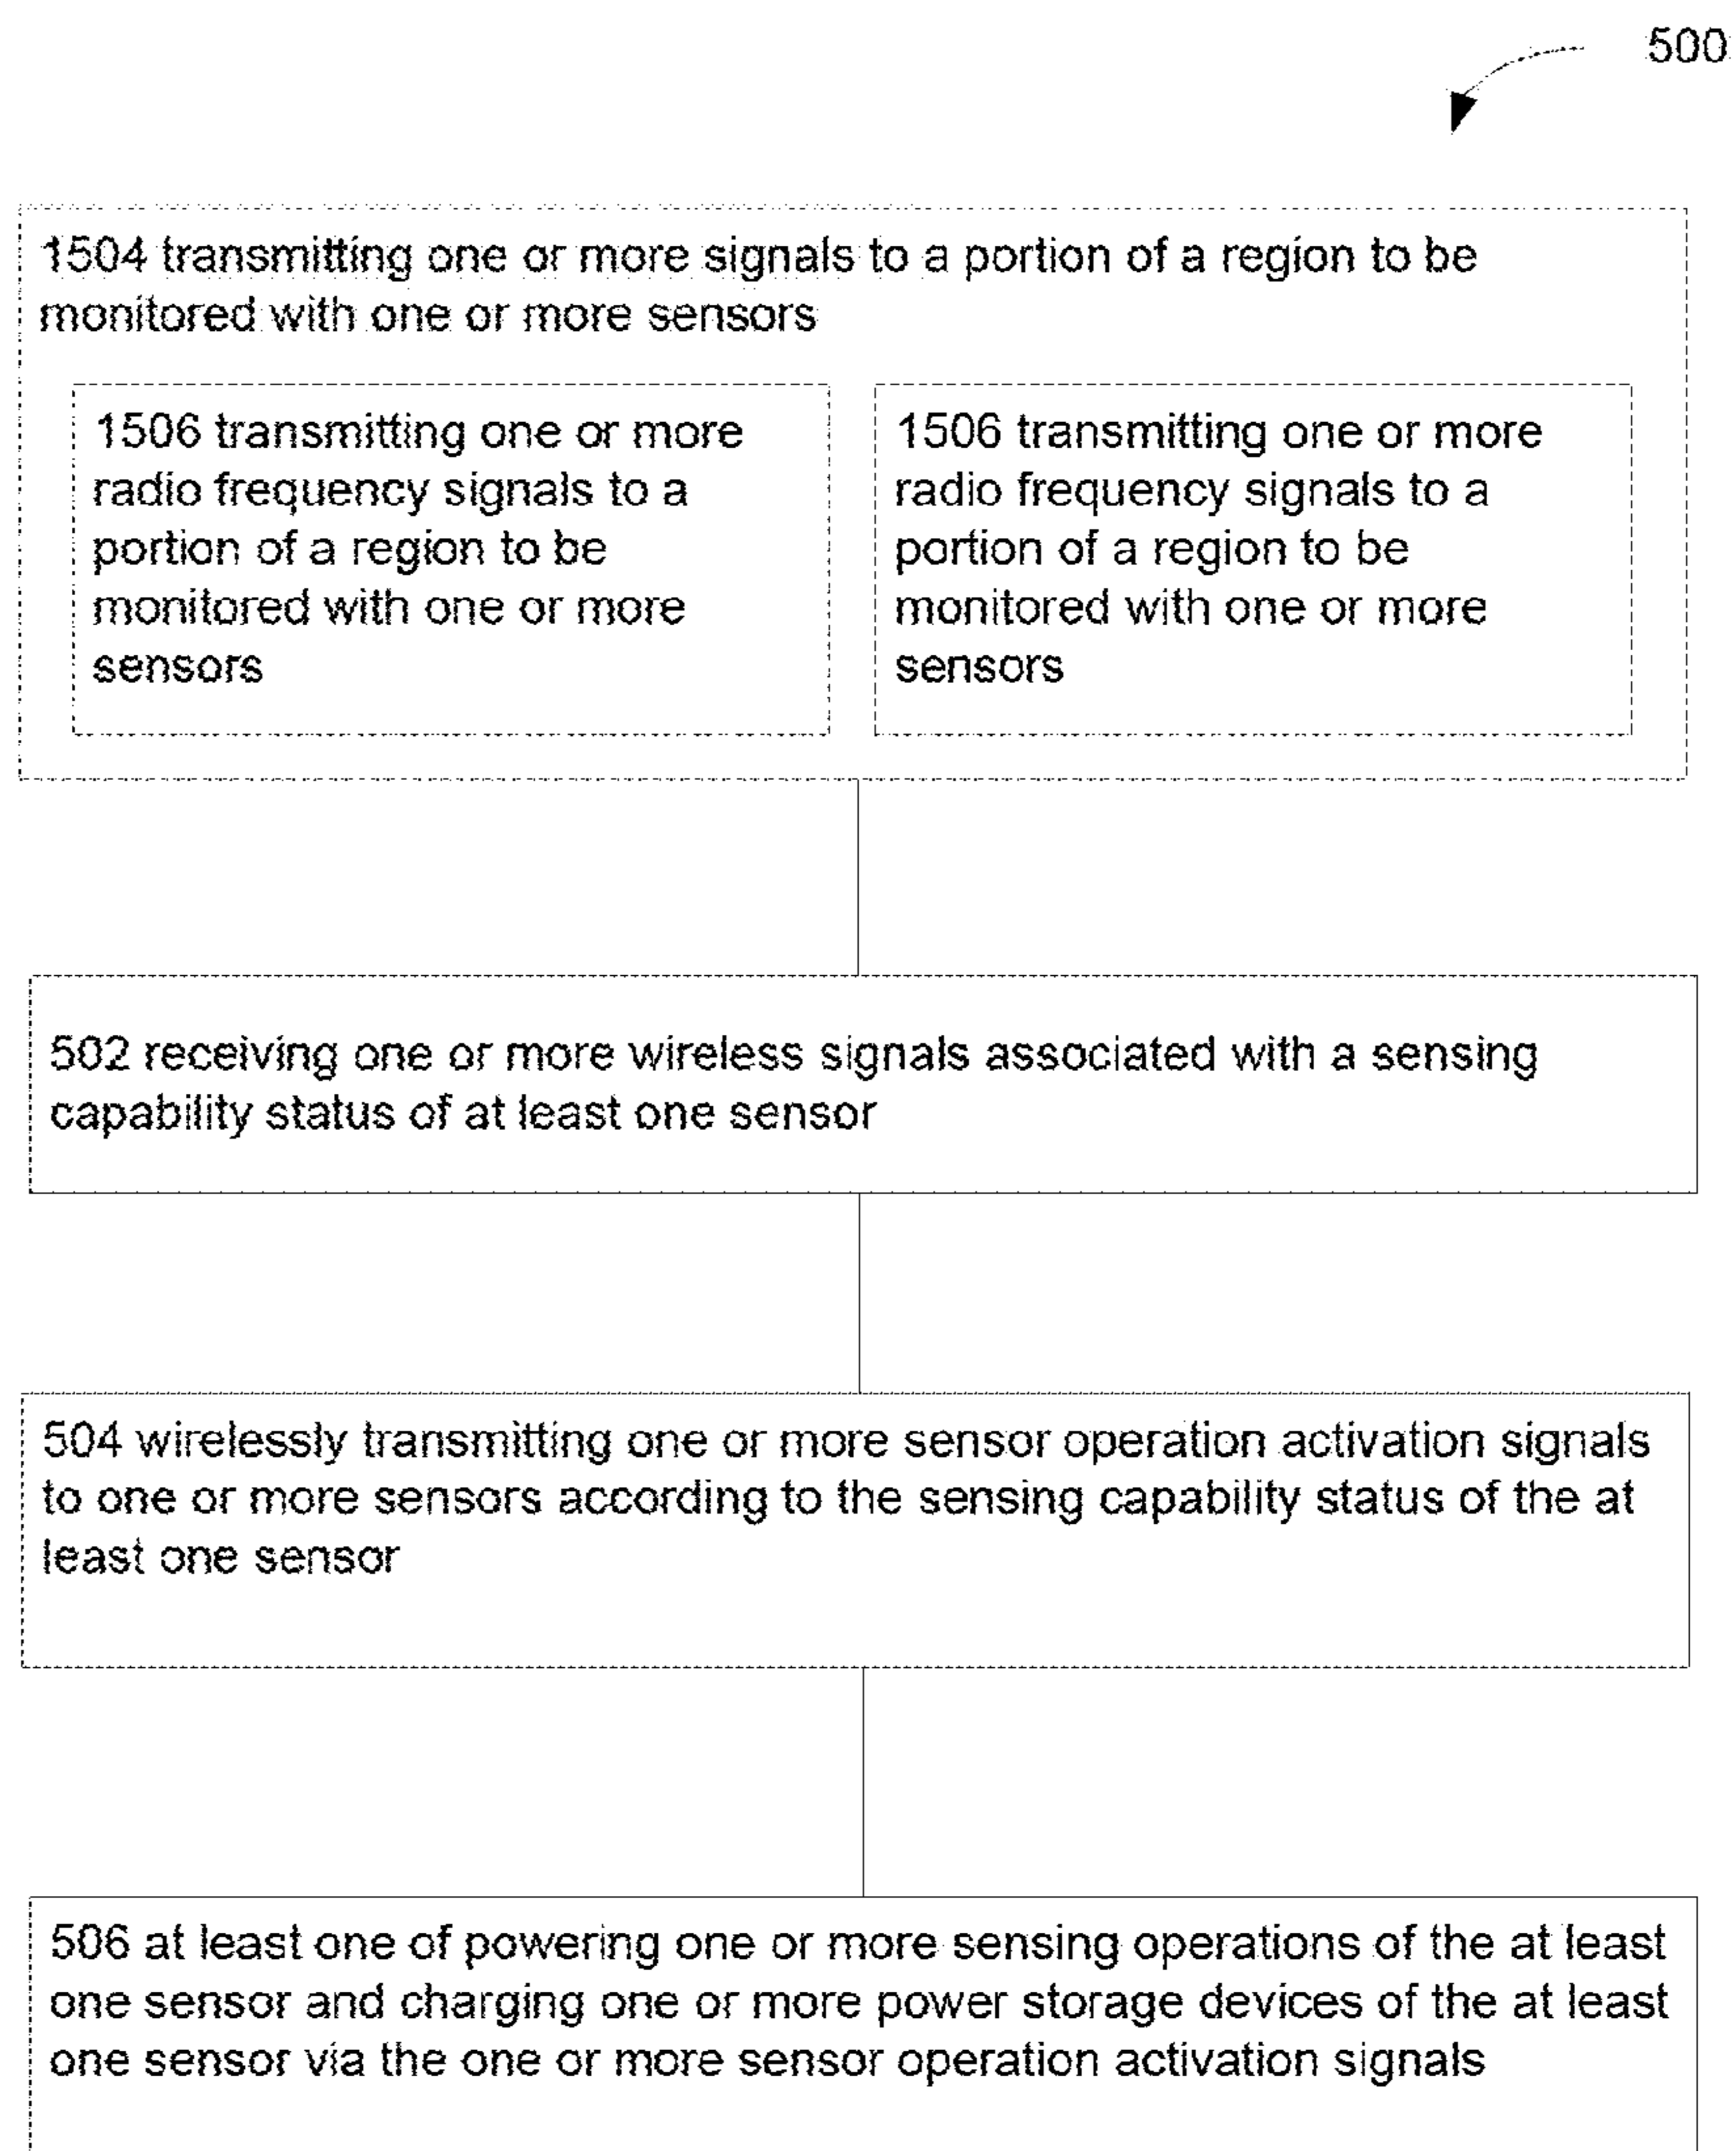 500
1504 transmitting one or more signals to a portion of a region to be
monitored with one or more sensors
1506 transmitting one or more
radio frequency signals to a
portion of a region to be
monitored with one or more
sensors
1506 transmitting one or more
radio frequency signals to a
portion of a region to be
monitored with one or more
sensors
502 receiving one or more wireless signals associated with a sensing
capability status of at least one sensor
504 wirelessly transmitting one or more sensor operation activation signals
to one or more sensors according to the sensing capability status of the at
least one sensor
506 at least one of powering one or more sensing operations of the at least
one sensor and charging one or more power storage devices of the at least
one sensor via the one or more sensor operation activation signals